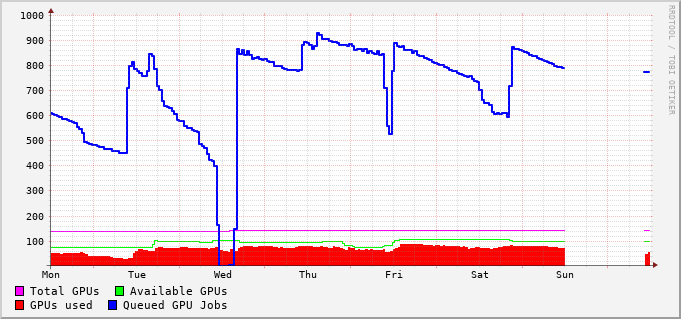 1000
900
800
700
600
500
400
300
200
100
Mon Tue Wed Thu Fri Sat Sun
Total GPUs Available GPUs
GPUs used Queued GPU Jobs
RRDTOOL / TOBI OETIKER